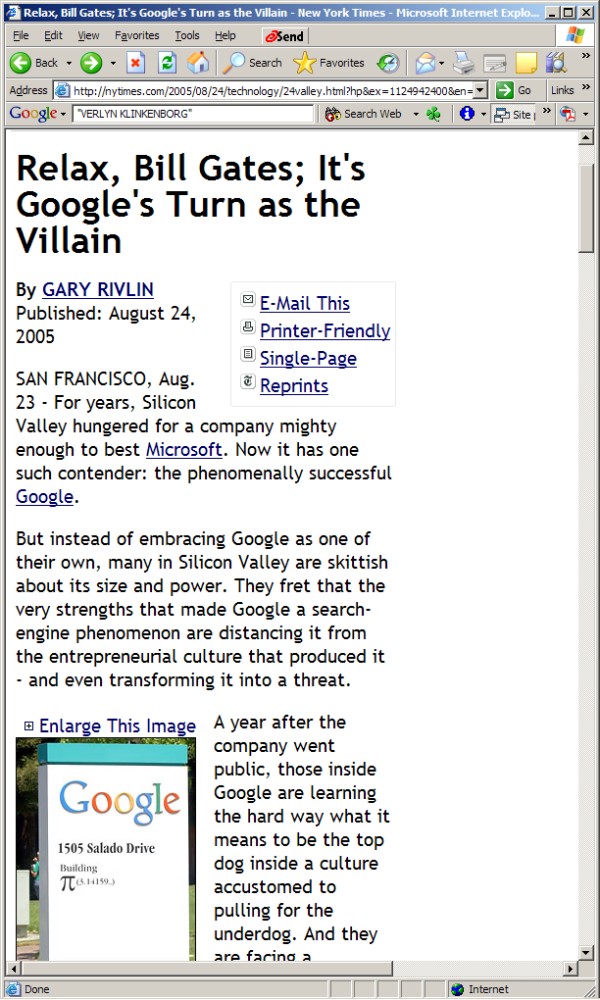 Relax, Bill Gates; It's Google's Turn as the Villain - New York Times - Microsoft Internet Explo...
File Edit View Favorites Tools Help eSend
Back Search Favorites
Address http://nytimes.com/2005/08/24/technology/24valley.html?hp&ex=1124942400&en= Go Links »
Google "VERLYN KLINKENBORG" Search Web Site »
Relax, Bill Gates; It's
Google's Turn as the
Villain
By GARY RIVLIN
Published: August 24,
2005
E-Mail This
Printer-Friendly
Single-Page
Reprints
SAN FRANCISCO, Aug.
23 - For years, Silicon
Valley hungered for a company mighty
enough to best Microsoft. Now it has one
such contender: the phenomenally successful
Google.
But instead of embracing Google as one of
their own, many in Silicon Valley are skittish
about its size and power. They fret that the
very strengths that made Google a search-
engine phenomenon are distancing it from
the entrepreneurial culture that produced it
- and even transforming it into a threat.
Enlarge This Image
Google
1505 Salado Drive
Building
π (3.14159..)
A year after the
company went
public, those inside
Google are learning
the hard way what it
means to be the top
dog inside a culture
accustomed to
pulling for the
underdog. And they
are facing a
Done Internet